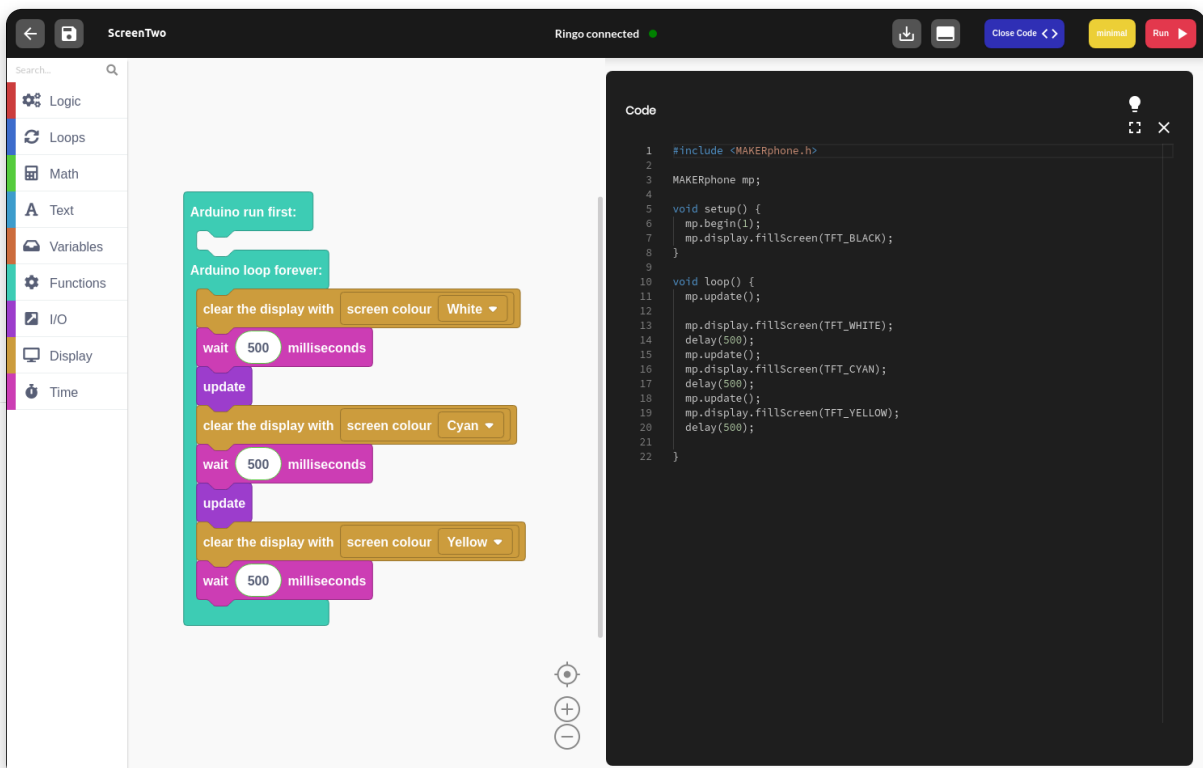 ScreenTwo
Ringo connected
Close Code
minimal
Run
Search...
Logic
Loops
Math
Text
Variables
Functions
I/O
Display
Time
Arduino run first:
Arduino loop forever:
clear the display with screen colour White
wait 500 milliseconds
update
clear the display with screen colour Cyan
wait 500 milliseconds
update
clear the display with screen colour Yellow
wait 500 milliseconds
Code
1 #include <MAKERphone.h>
2
3 MAKERphone mp;
4
5 void setup() {
6 mp.begin(1);
7 mp.display.fillScreen(TFT_BLACK);
8 }
9
10 void loop() {
11 mp.update();
12
13 mp.display.fillScreen(TFT_WHITE);
14 delay(500);
15 mp.update();
16 mp.display.fillScreen(TFT_CYAN);
17 delay(500);
18 mp.update();
19 mp.display.fillScreen(TFT_YELLOW);
20 delay(500);
21
22 }